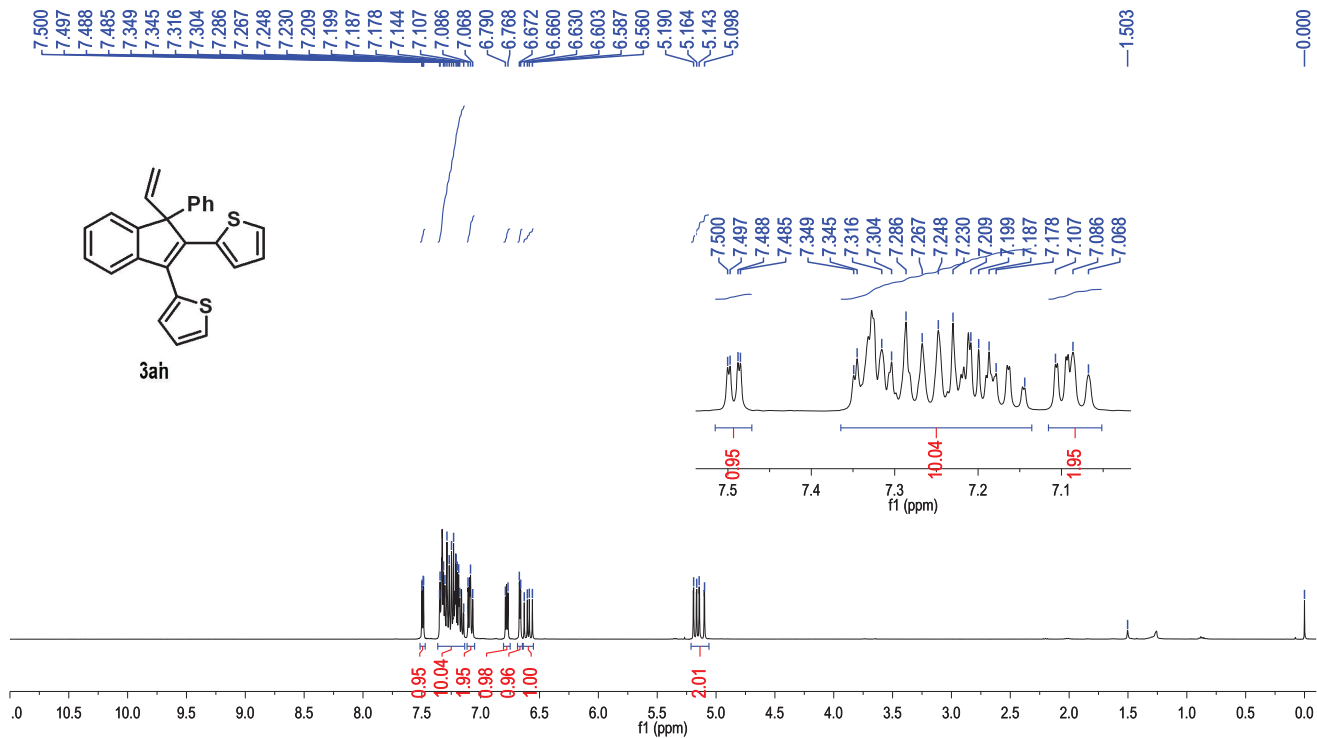 7.500 7.497 7.488 7.485 7.349 7.345 7.316 7.304 7.286 7.267 7.248 7.230 7.209 7.199 7.187 7.178 7.144 7.107 7.086 7.068 6.790 6.768 6.672 6.660 6.630 6.603 6.587 6.560 5.190 5.164 5.143 5.098 1.503 0.000
Ph
S
S
3ah
7.500 7.497 7.488 7.485 7.349 7.345 7.316 7.304 7.286 7.267 7.248 7.230 7.209 7.199 7.187 7.178 7.107 7.086 7.068
0.95 10.04 1.95
7.5 7.4 7.3 7.2 7.1
f1 (ppm)
0.95 10.04 1.95 0.98 0.96 1.00 2.01
.0 10.5 10.0 9.5 9.0 8.5 8.0 7.5 7.0 6.5 6.0 5.5 5.0 4.5 4.0 3.5 3.0 2.5 2.0 1.5 1.0 0.5 0.0
f1 (ppm)